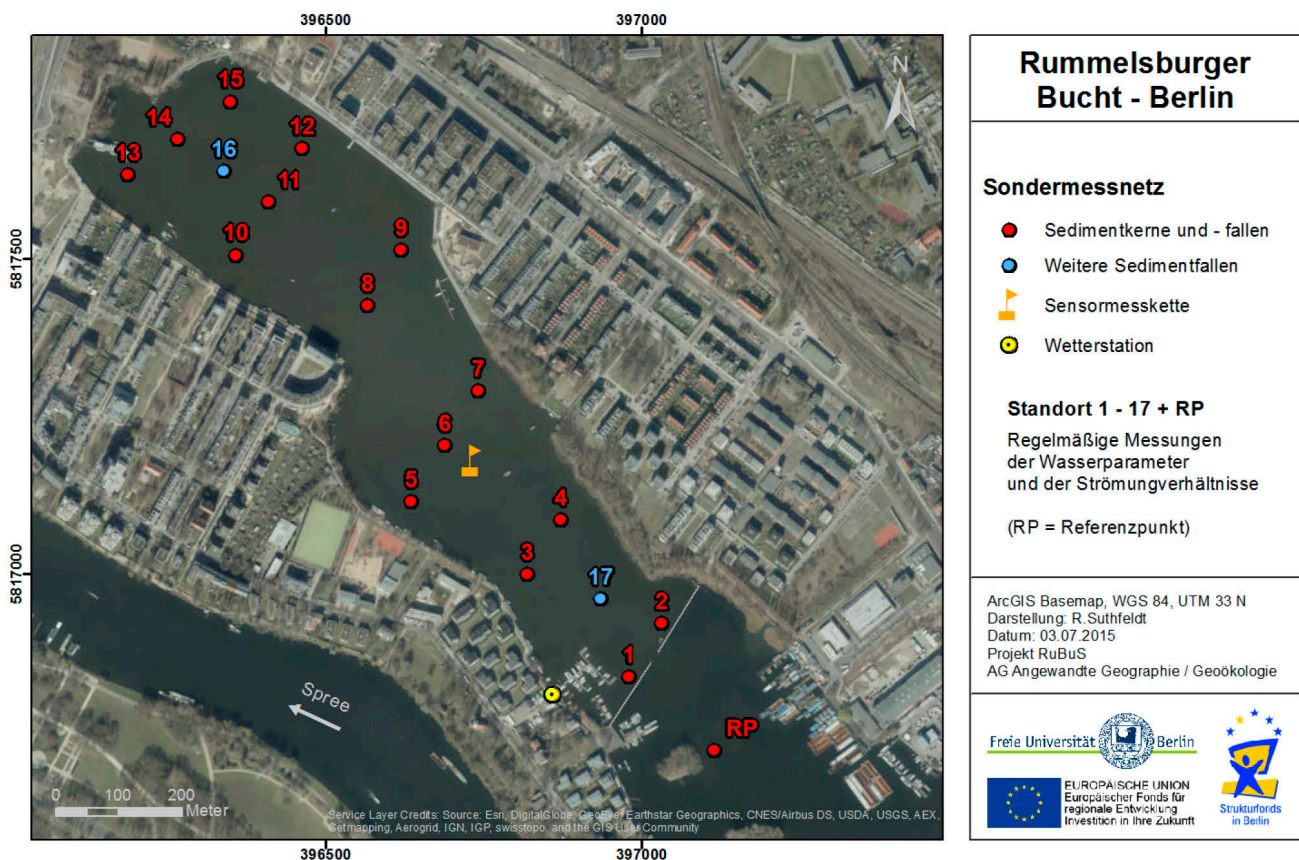 396500
397000
5817500
5817000
15
14
12
16
13
11
10
9
8
7
6
5
4
3
17
2
1
RP
N
Spree
0 100 200
Meter
Service Layer Credits: Source: Esri, DigitalGlobe, GeoEye, Earthstar Geographics, CNES/Airbus DS, USDA, USGS, AEX,
Getmapping, Aerogrid, IGN, IGP, swisstopo, and the GIS User Community
396500
397000
Rummelsburger
Bucht - Berlin
Sondermessnetz
Sedimentkerne und - fallen
Weitere Sedimentfallen
Sensormesskette
Wetterstation
Standort 1 - 17 + RP
Regelmäßige Messungen
der Wasserparameter
und der Strömungverhältnisse
(RP = Referenzpunkt)
ArcGIS Basemap, WGS 84, UTM 33 N
Darstellung: R.Suthfeldt
Datum: 03.07.2015
Projekt RuBuS
AG Angewandte Geographie / Geoökologie
Freie Universität Berlin
EUROPÄISCHE UNION
Europäischer Fonds für
regionale Entwicklung
Investition in Ihre Zukunft
Strukturfonds
in Berlin